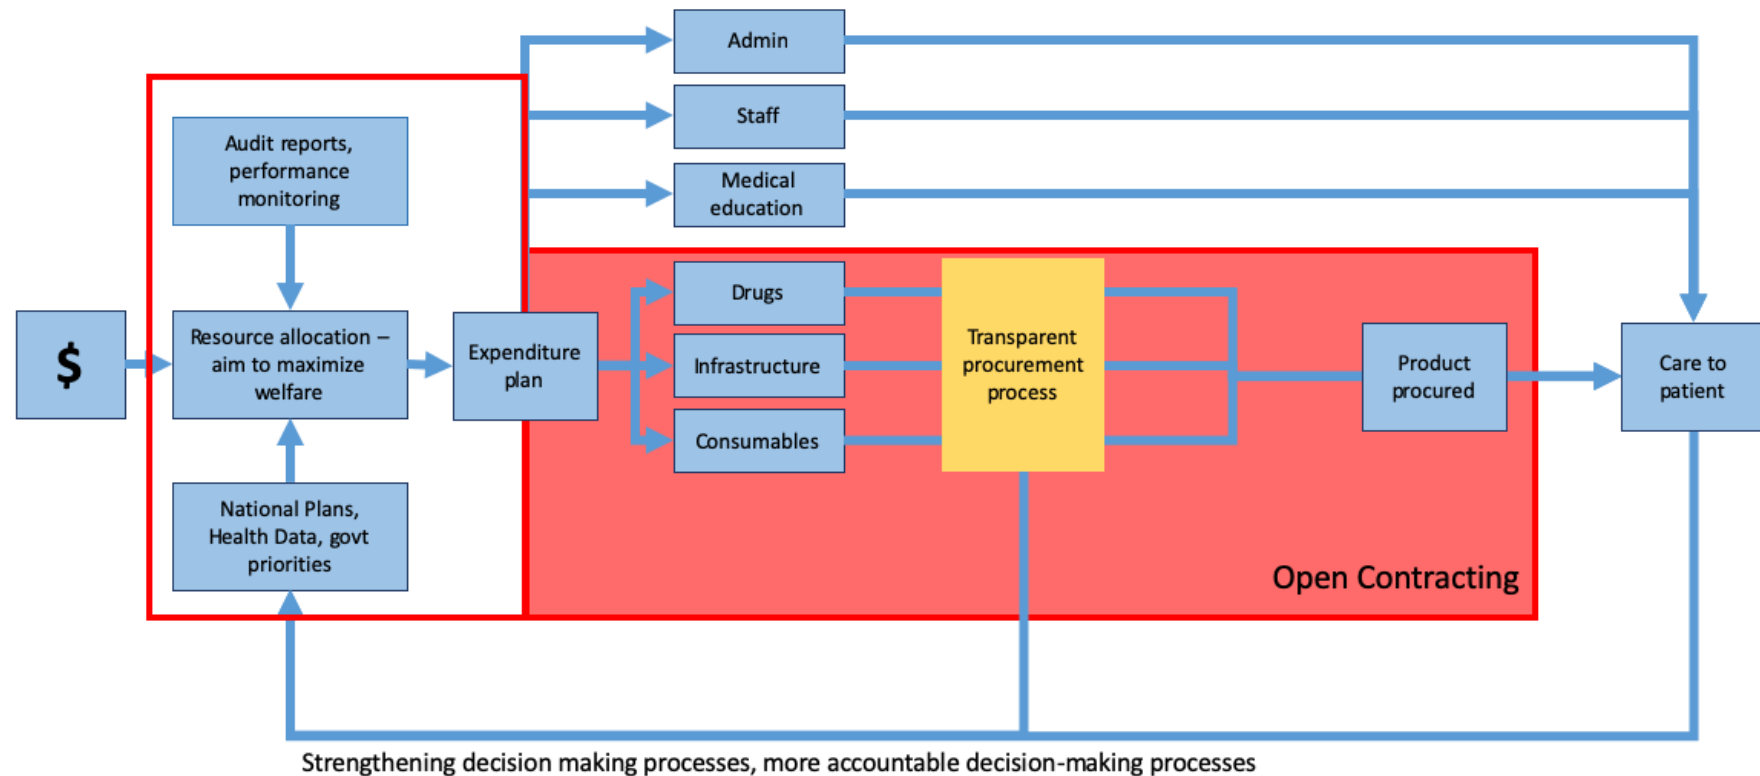 Admin
Staff
Medical
education
Audit reports,
performance
monitoring
$
Resource allocation –
aim to maximize
welfare
Expenditure
plan
National Plans,
Health Data, govt
priorities
Drugs
Infrastructure
Consumables
Transparent
procurement
process
Product
procured
Care to
patient
Open Contracting
Strengthening decision making processes, more accountable decision-making processes